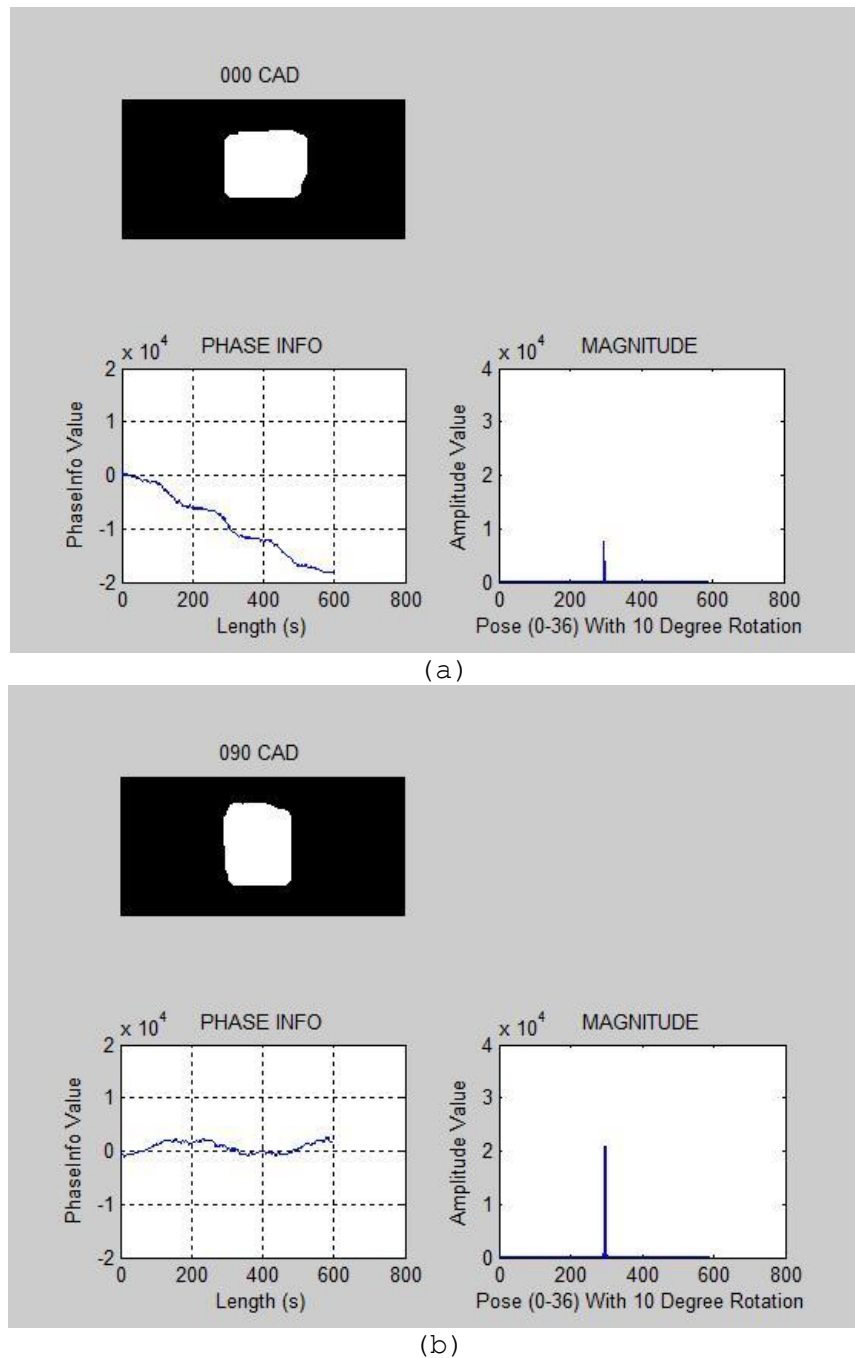 000 CAD
x 10^4
PHASE INFO
PhaseInfo Value
2
1
0
-1
-2
0 200 400 600 800
Length (s)
x 10^4
MAGNITUDE
Amplitude Value
4
3
2
1
0
0 200 400 600 800
Pose (0-36) With 10 Degree Rotation
(a)
090 CAD
x 10^4
PHASE INFO
PhaseInfo Value
2
1
0
-1
-2
0 200 400 600 800
Length (s)
x 10^4
MAGNITUDE
Amplitude Value
4
3
2
1
0
0 200 400 600 800
Pose (0-36) With 10 Degree Rotation
(b)